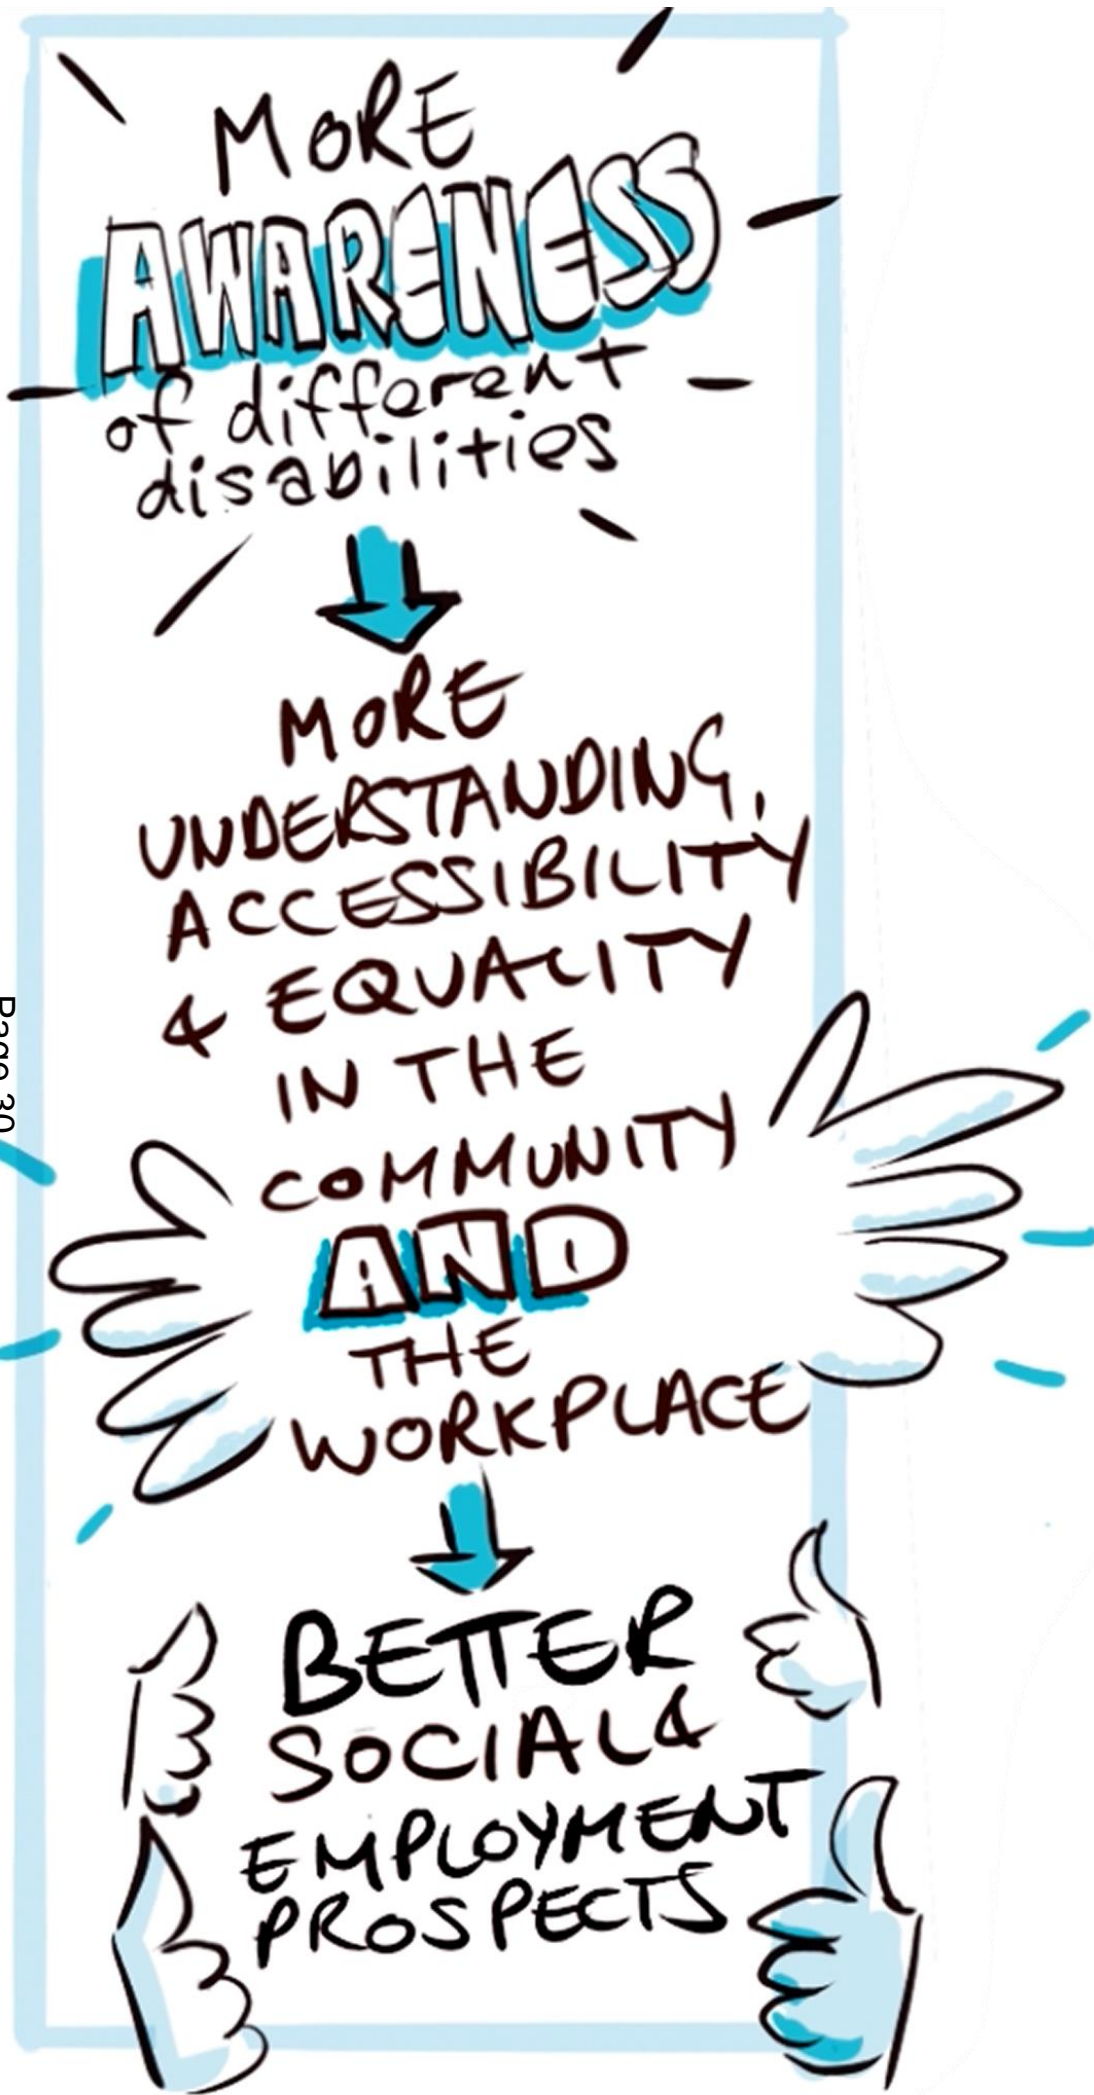 MORE
AWARENESS
of different
disabilities
MORE
UNDERSTANDING,
ACCESSIBILITY
& EQUALITY
IN THE
COMMUNITY
AND
THE
WORKPLACE
BETTER
SOCIAL &
EMPLOYMENT
PROSPECTS
Page 30